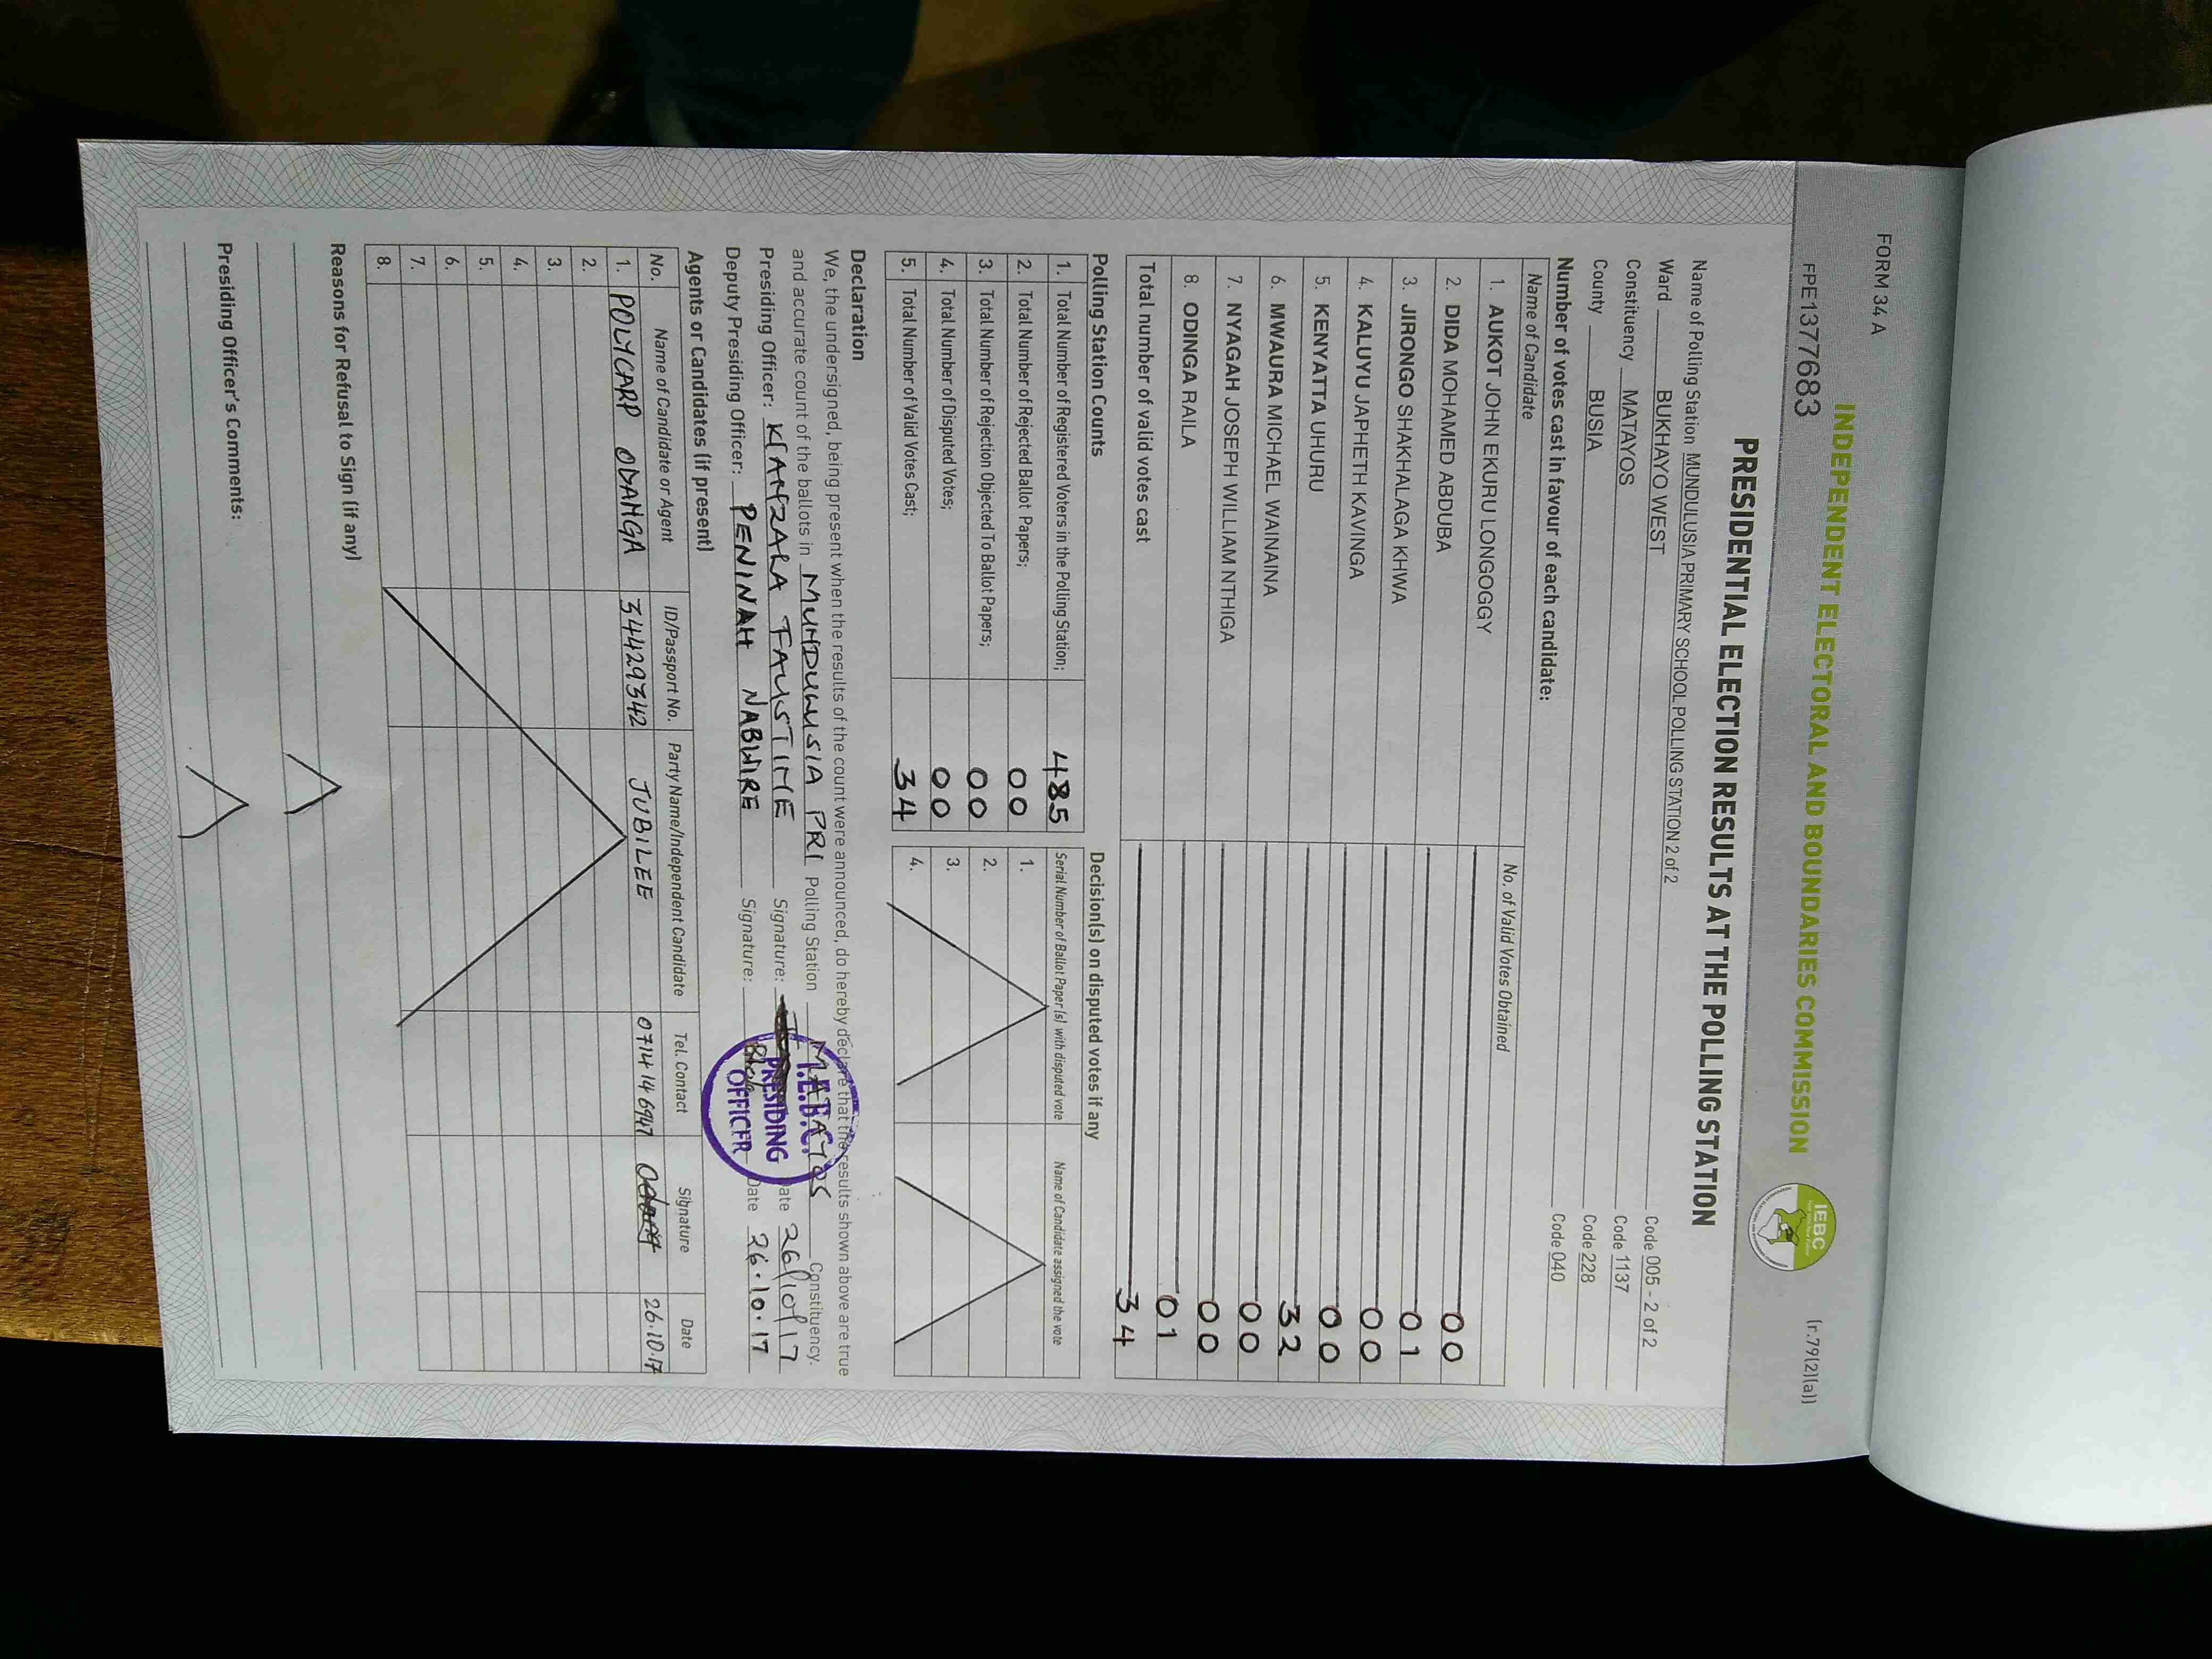 FORM 34 A
(r.79(2)(a))
FPE1377683
INDEPENDENT ELECTORAL AND BOUNDARIES COMMISSION
IEBC
PRESIDENTIAL ELECTION RESULTS AT THE POLLING STATION
Name of Polling Station MUNDULUSIA PRIMARY SCHOOL POLLING STATION 2 of 2 Code 005 - 2 of 2
Ward BUKHAYO WEST Code 1137
Constituency MATAYOS Code 228
County BUSIA Code 040
Number of votes cast in favour of each candidate:
Name of Candidate No. of Valid Votes Obtained
1. AUKOT JOHN EKURU LONGOGGY 00
2. DIDA MOHAMED ABDUBA 01
3. JIRONGO SHAKHALAGA KHWA 00
4. KALUYU JAPHETH KAVINGA 00
5. KENYATTA UHURU 32
6. MWAURA MICHAEL WAINAINA 00
7. NYAGAH JOSEPH WILLIAM NTHIGA 00
8. ODINGA RAILA 01
Total number of valid votes cast 34
Polling Station Counts
1. Total Number of Registered Voters in the Polling Station; 485
2. Total Number of Rejected Ballot Papers; 00
3. Total Number of Rejection Objected To Ballot Papers; 00
4. Total Number of Disputed Votes; 00
5. Total Number of Valid Votes Cast; 34
Decision(s) on disputed votes if any
Serial Number of Ballot Paper(s) with disputed vote Name of Candidate assigned the vote
1.
2.
3.
4.
Declaration
We, the undersigned, being present when the results of the count were announced, do hereby declare that the results shown above are true
and accurate count of the ballots in MUNDULUSIA PRI Polling Station MATAYOS Constituency.
Presiding Officer: KIANZARA FAUSTINE Signature: Date 26/10/17
Deputy Presiding Officer: PENINAH NABWIRE Signature: Date 26.10.17
I.E.B.C.
PRESIDING
OFFICER
Agents or Candidates (if present)
No. Name of Candidate or Agent ID/Passport No. Party Name/Independent Candidate Tel. Contact Signature Date
1. POLYCARP ODANGA 34429342 JUBILEE 0714146947 26.10.17
2.
3.
4.
5.
6.
7.
8.
Reasons for Refusal to Sign (if any)
Presiding Officer's Comments: